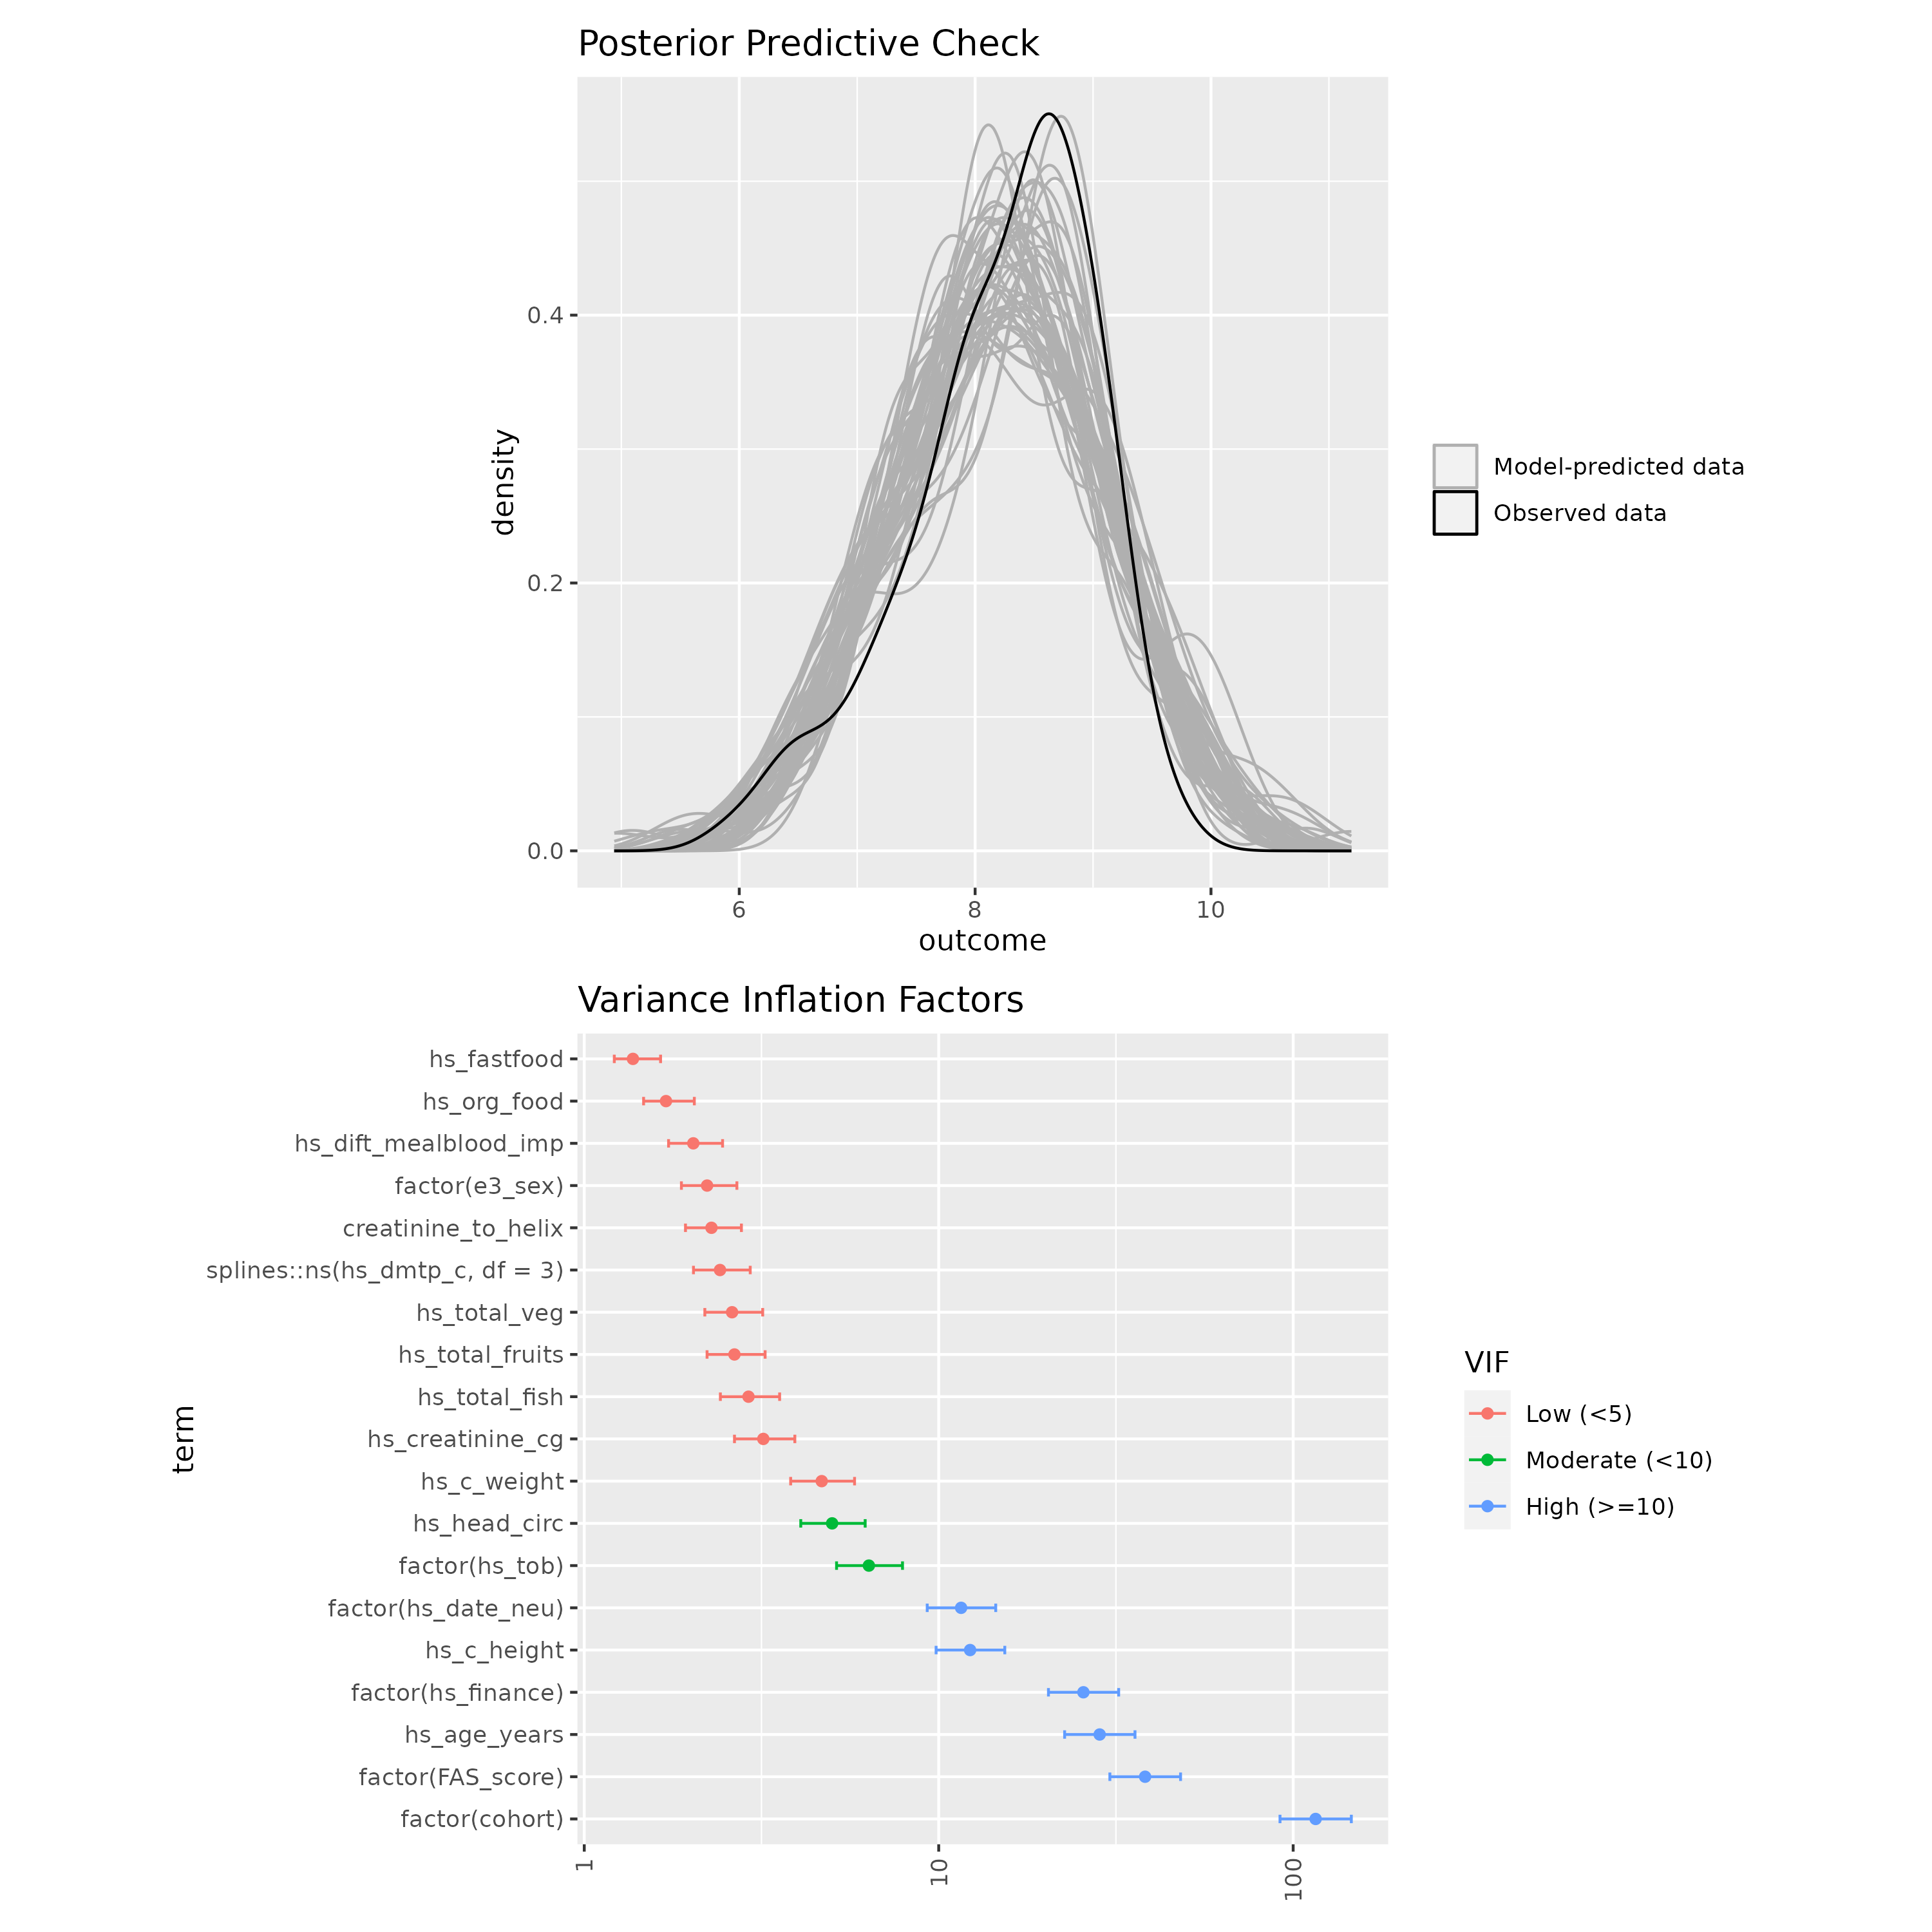 Posterior Predictive Check
density
0.4
0.2
0.0
6
8
10
outcome
Model-predicted data
Observed data
Variance Inflation Factors
term
hs_fastfood
hs_org_food
hs_dift_mealblood_imp
factor(e3_sex)
creatinine_to_helix
splines::ns(hs_dmtp_c, df = 3)
hs_total_veg
hs_total_fruits
hs_total_fish
hs_creatinine_cg
hs_c_weight
hs_head_circ
factor(hs_tob)
factor(hs_date_neu)
hs_c_height
factor(hs_finance)
hs_age_years
factor(FAS_score)
factor(cohort)
1
10
100
VIF
Low (<5)
Moderate (<10)
High (>=10)